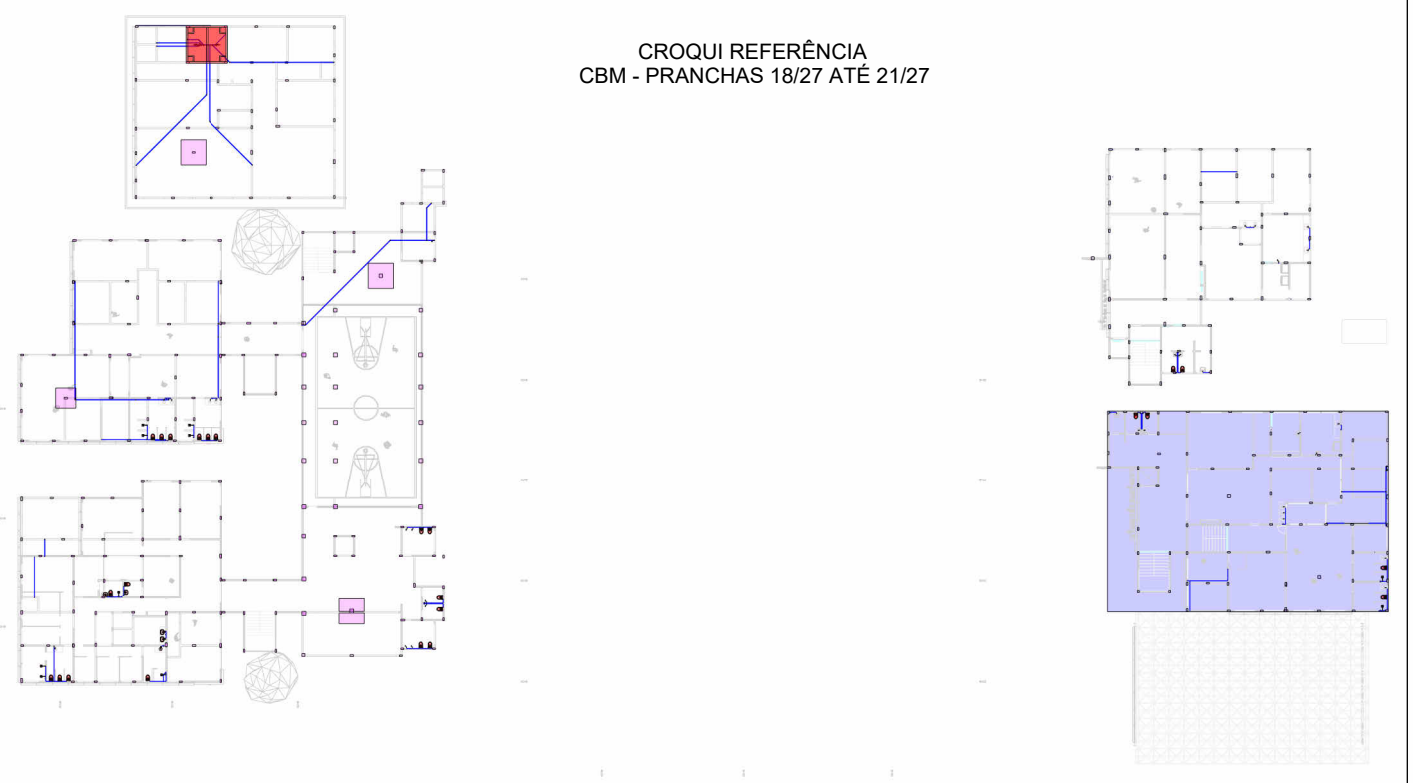 CROQUI REFERÊNCIA
CBM - PRANCHAS 18/27 ATÉ 21/27